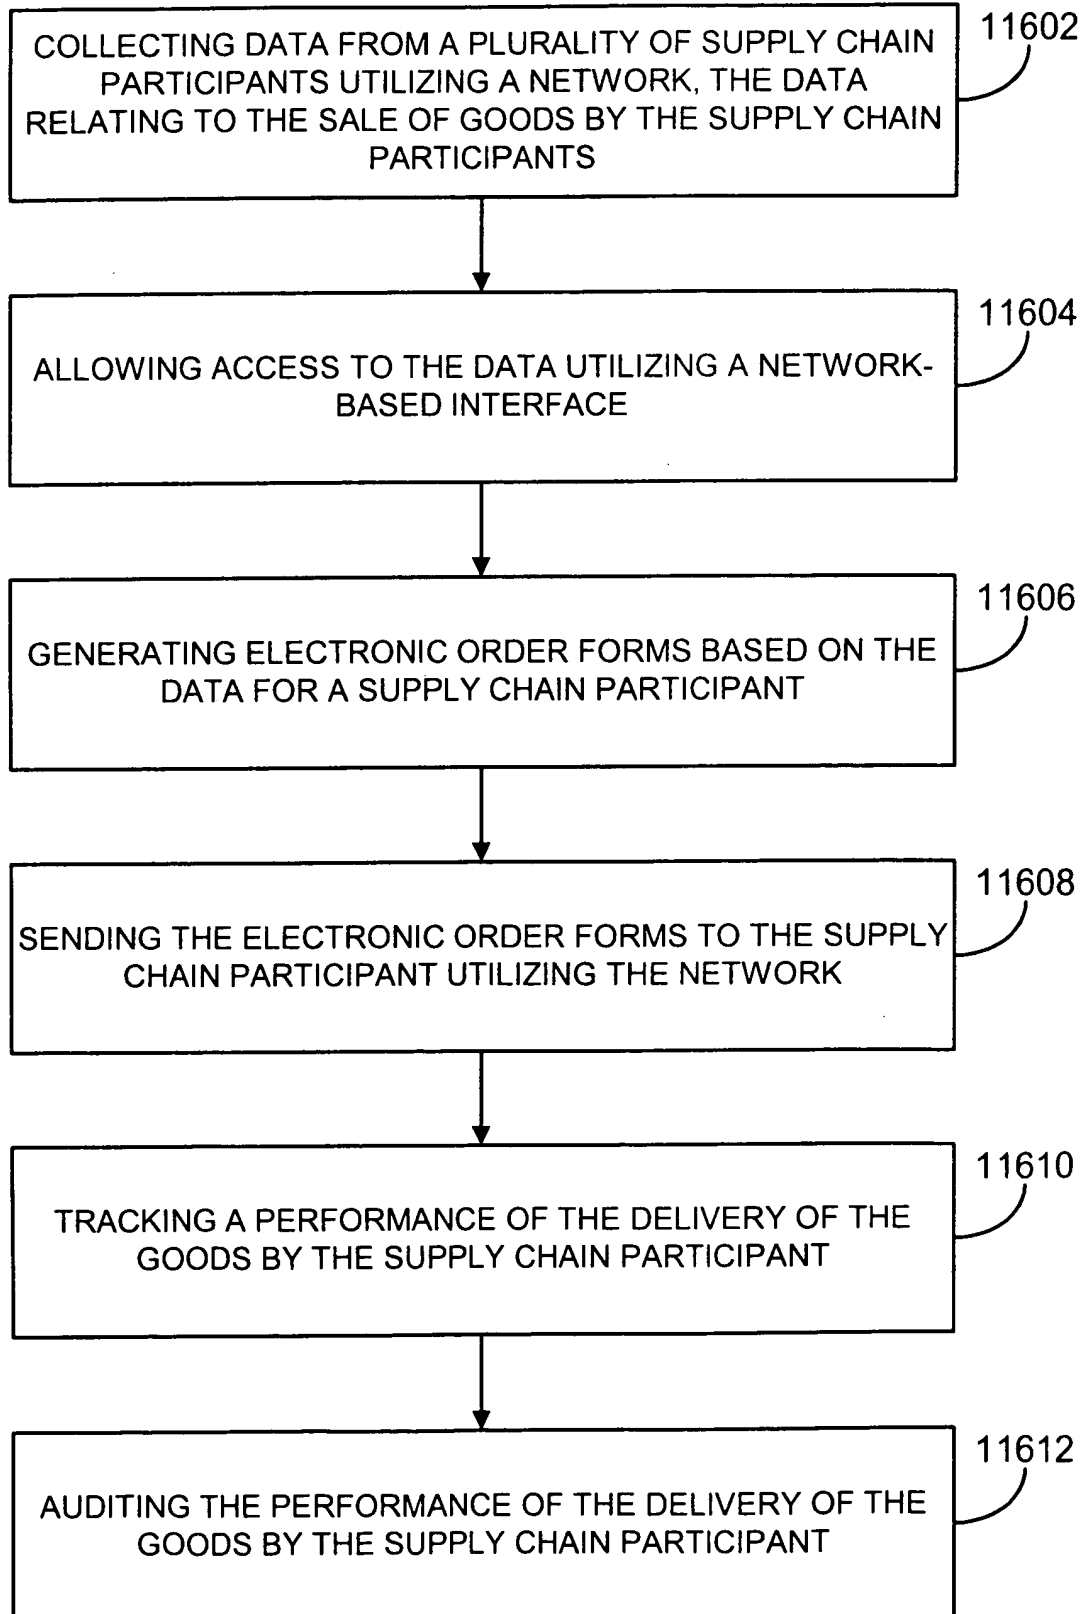 COLLECTING DATA FROM A PLURALITY OF SUPPLY CHAIN
PARTICIPANTS UTILIZING A NETWORK, THE DATA
RELATING TO THE SALE OF GOODS BY THE SUPPLY CHAIN
PARTICIPANTS
11602
ALLOWING ACCESS TO THE DATA UTILIZING A NETWORK-
BASED INTERFACE
11604
GENERATING ELECTRONIC ORDER FORMS BASED ON THE
DATA FOR A SUPPLY CHAIN PARTICIPANT
11606
SENDING THE ELECTRONIC ORDER FORMS TO THE SUPPLY
CHAIN PARTICIPANT UTILIZING THE NETWORK
11608
TRACKING A PERFORMANCE OF THE DELIVERY OF THE
GOODS BY THE SUPPLY CHAIN PARTICIPANT
11610
AUDITING THE PERFORMANCE OF THE DELIVERY OF THE
GOODS BY THE SUPPLY CHAIN PARTICIPANT
11612